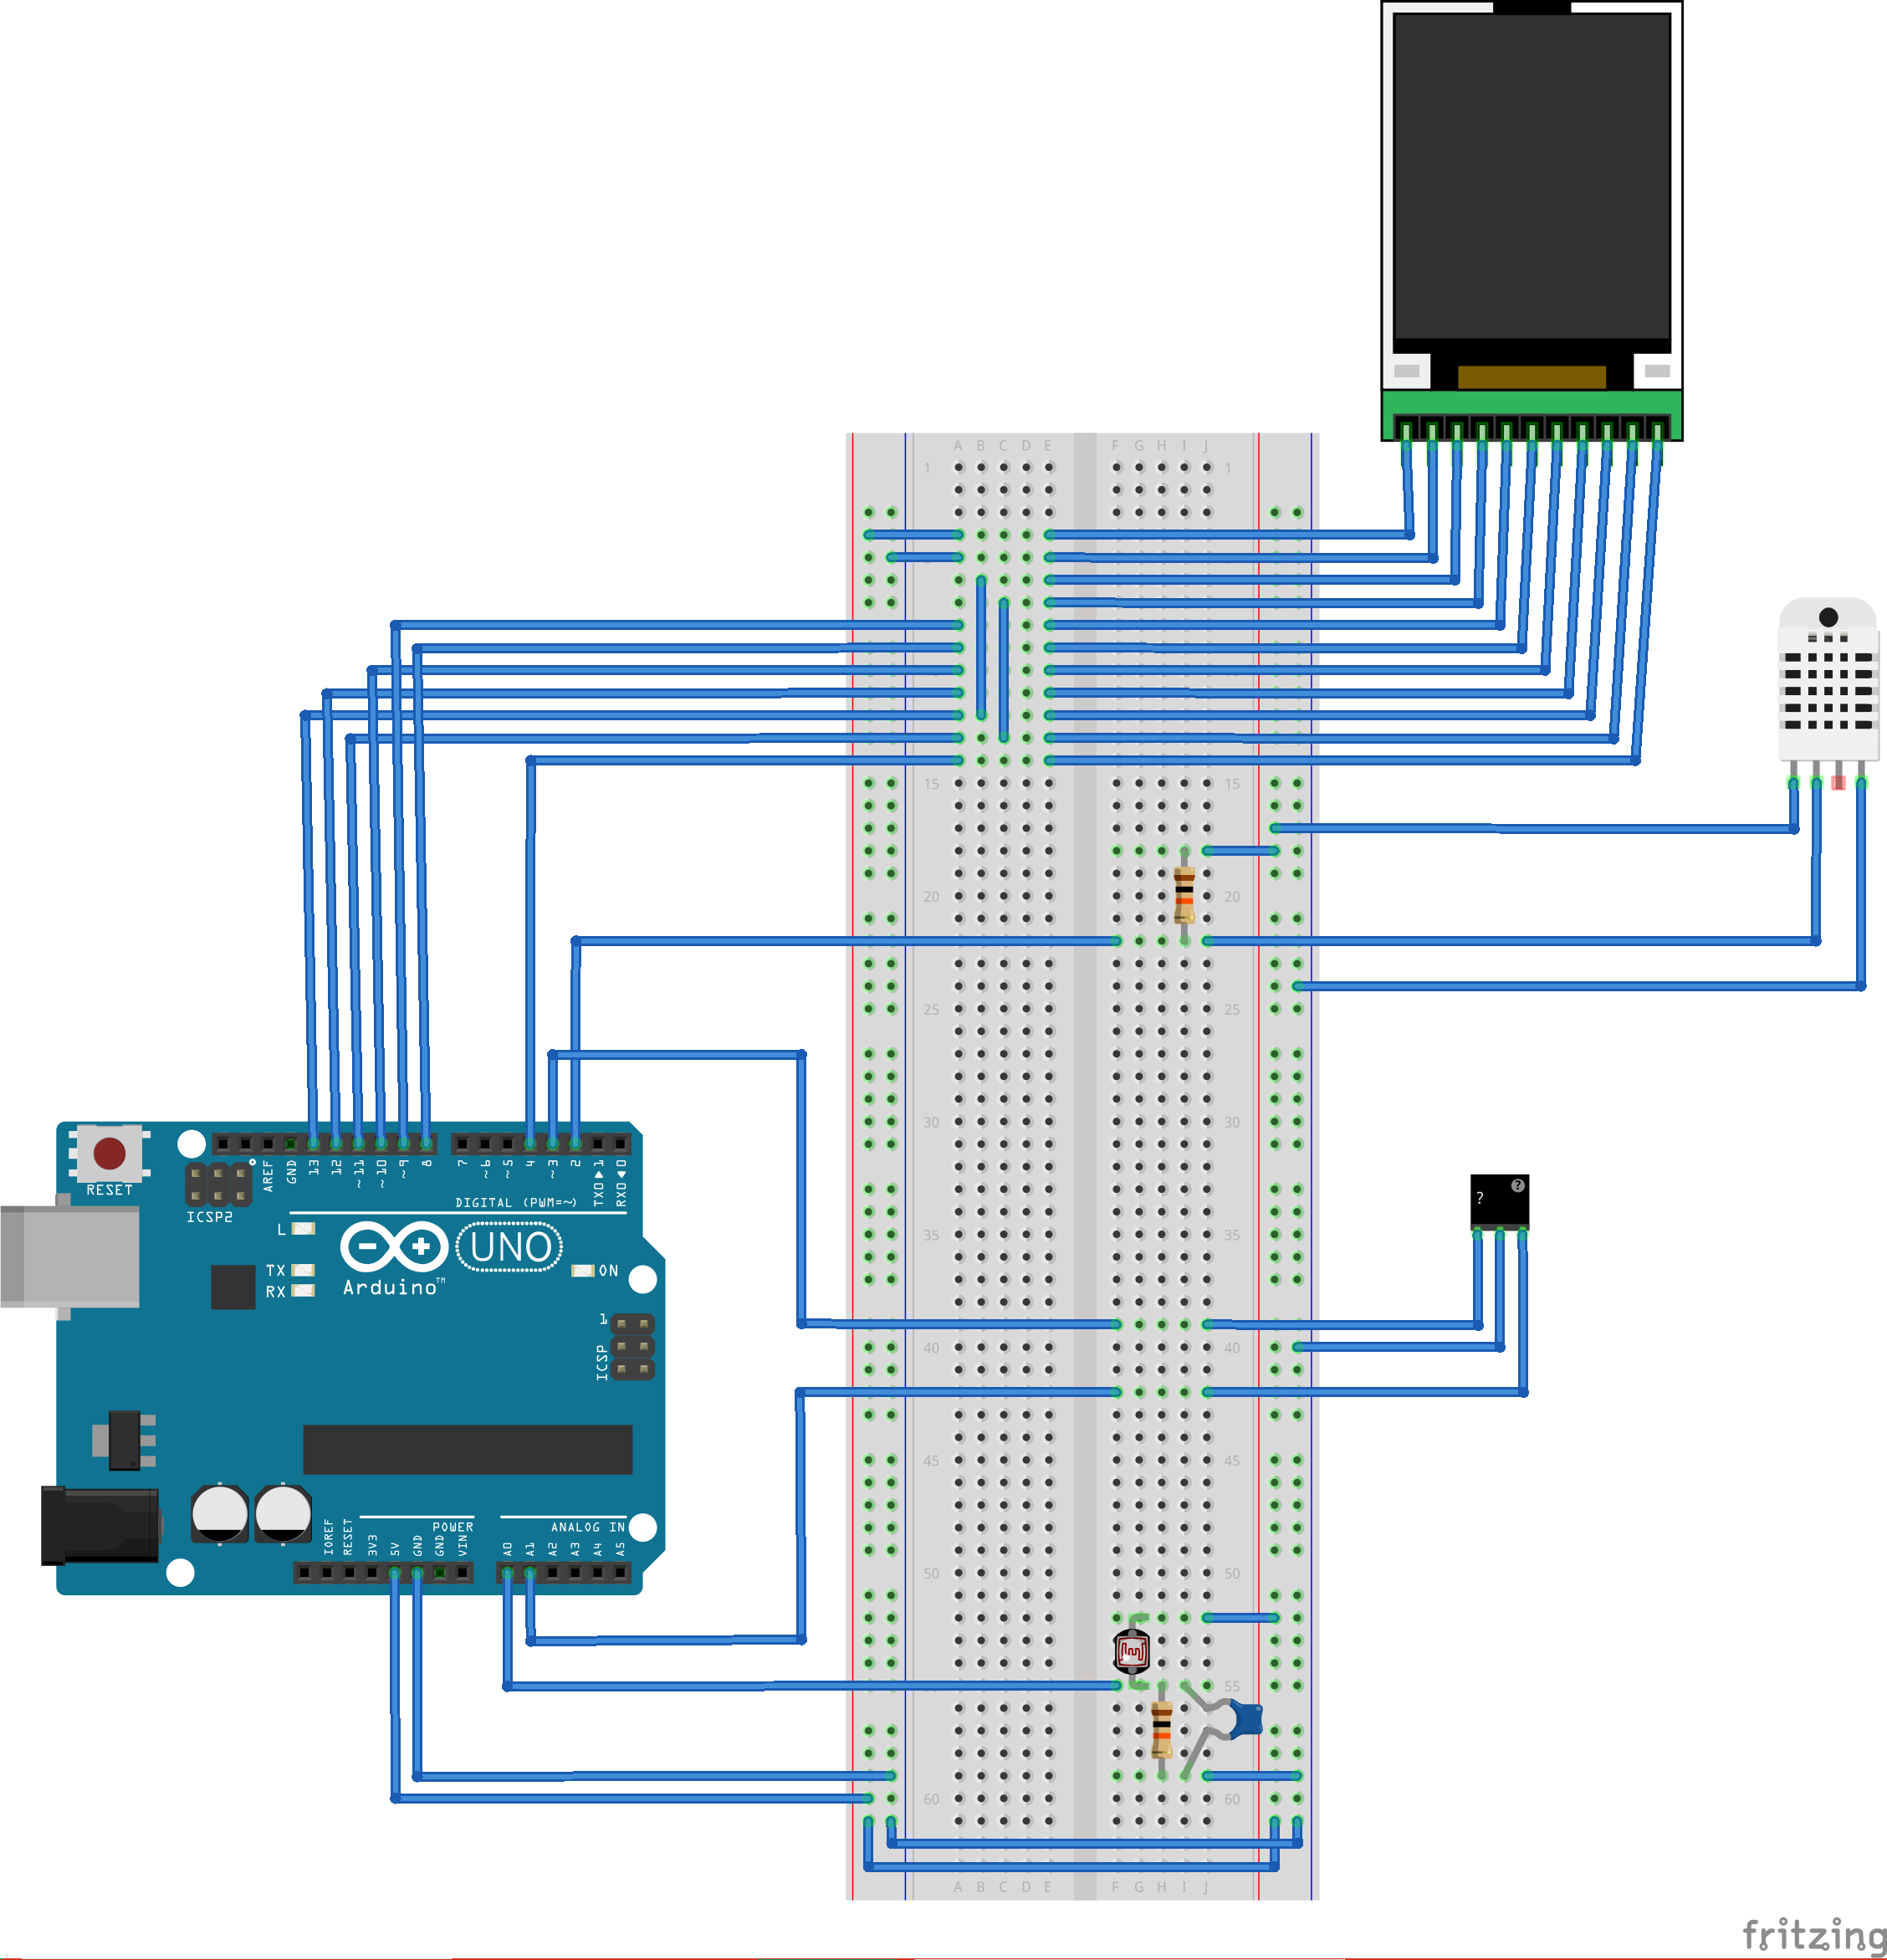 A B C D E F G H I J
1 1
15 15
20 20
25 25
30 30
35 35
40 40
45 45
50 50
55
60 60
A B C D E F G H I J
RESET
ICSP2
AREF
GND
13
12
~11
~10
~9
8
7
~6
~5
4
~3
2
TX0 1
RX0 0
DIGITAL (PWM=~)
L
TX
RX
UNO
ON
Arduino™
1
ICSP
IOREF
RESET
3V3
5V
GND
GND
VIN
POWER
A0
A1
A2
A3
A4
A5
ANALOG IN
? ?
fritzing